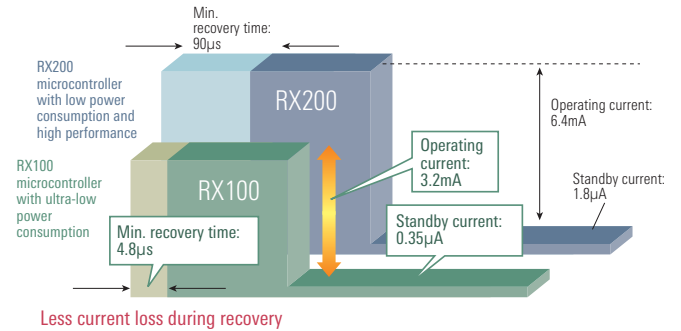 Min.
recovery time:
90µs
RX200
microcontroller
with low power
consumption and
high performance
RX200
Operating current:
6.4mA
Operating
current:
3.2mA
RX100
microcontroller
with ultra-low
power
consumption
RX100
Standby current:
1.8µA
Min. recovery time:
4.8µs
Standby current:
0.35µA
Less current loss during recovery